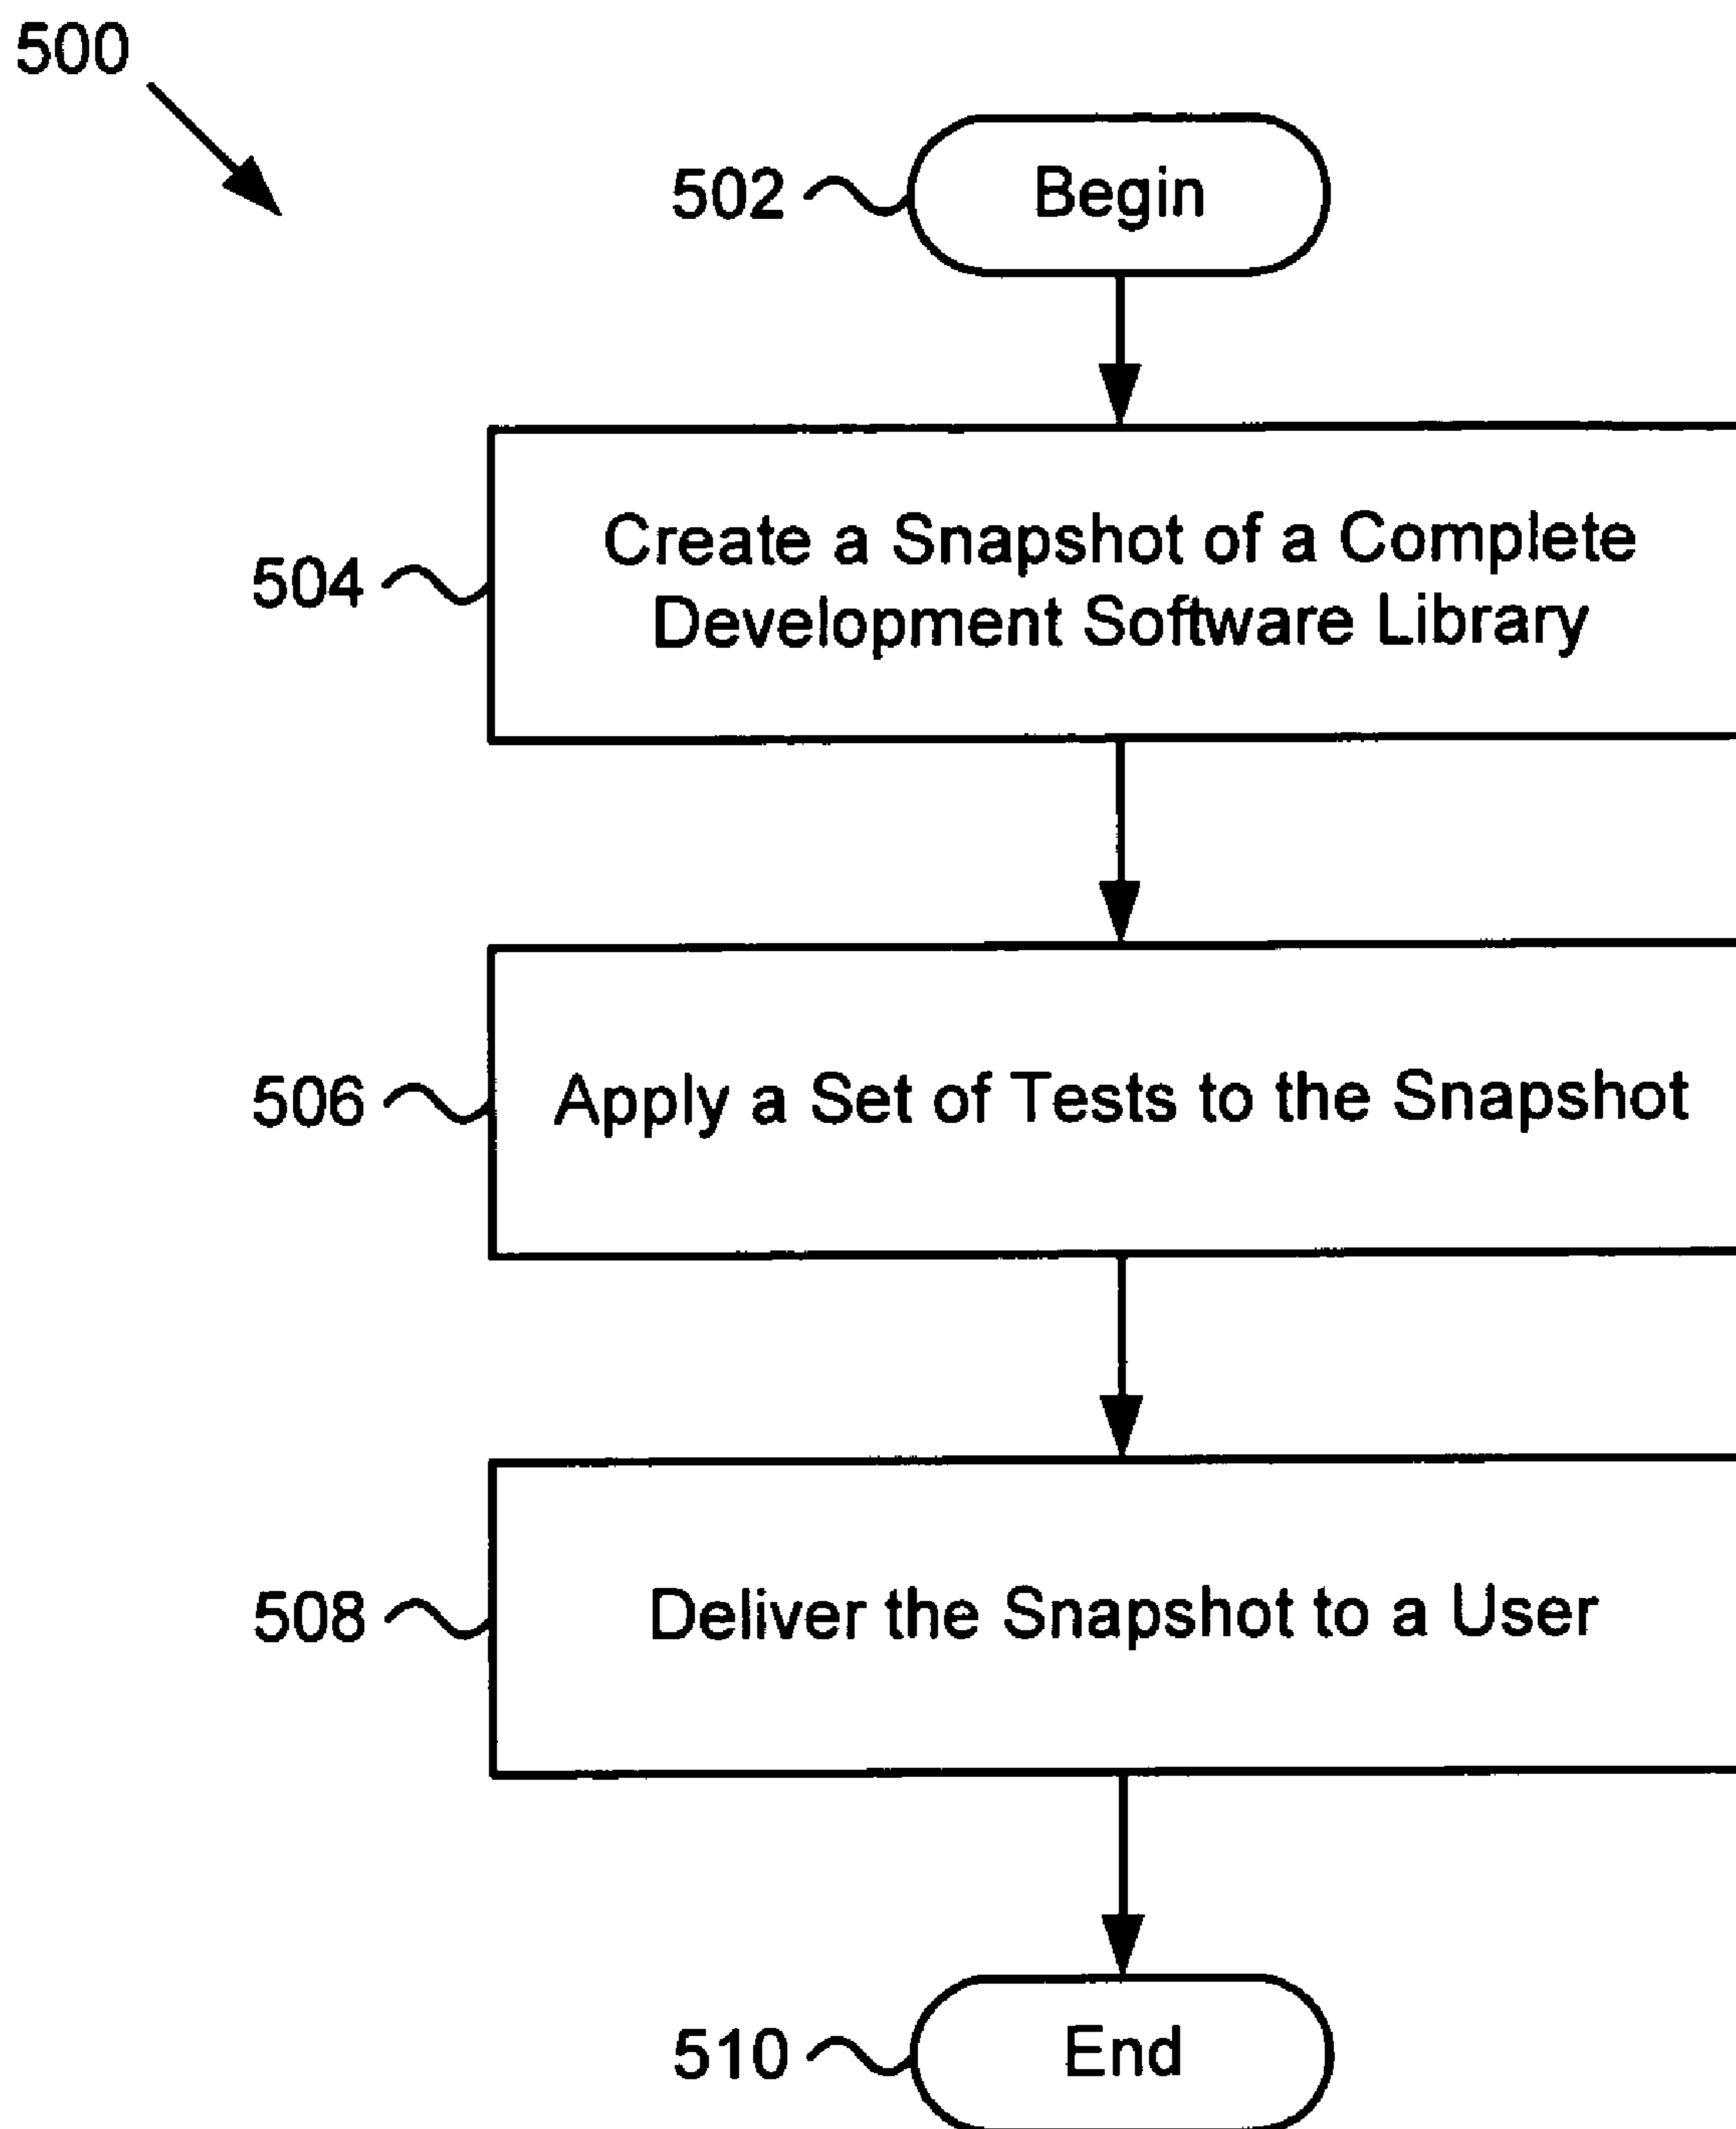 500
502 Begin
504 Create a Snapshot of a Complete
Development Software Library
506 Apply a Set of Tests to the Snapshot
508 Deliver the Snapshot to a User
510 End